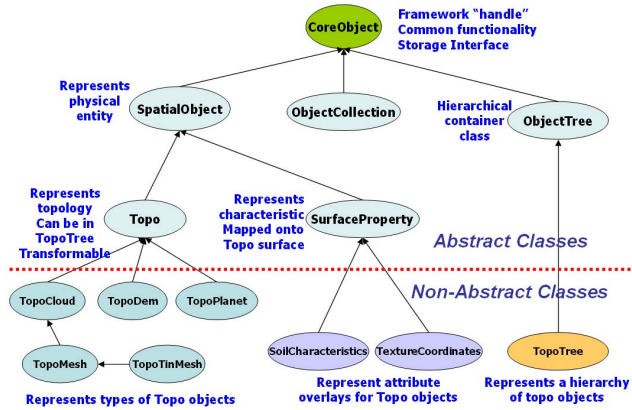 CoreObject
Framework “handle”
Common functionality
Storage Interface
Represents
physical
entity
SpatialObject
ObjectCollection
Hierarchical
container
class
ObjectTree
Represents
topology
Can be in
TopoTree
Transformable
Topo
Represents
characteristic
Mapped onto
Topo surface
SurfaceProperty
Abstract Classes
Non-Abstract Classes
TopoCloud
TopoDem
TopoPlanet
TopoMesh
TopoTinMesh
SoilCharacteristics
TextureCoordinates
TopoTree
Represents types of Topo objects
Represent attribute
overlays for Topo objects
Represents a hierarchy
of topo objects